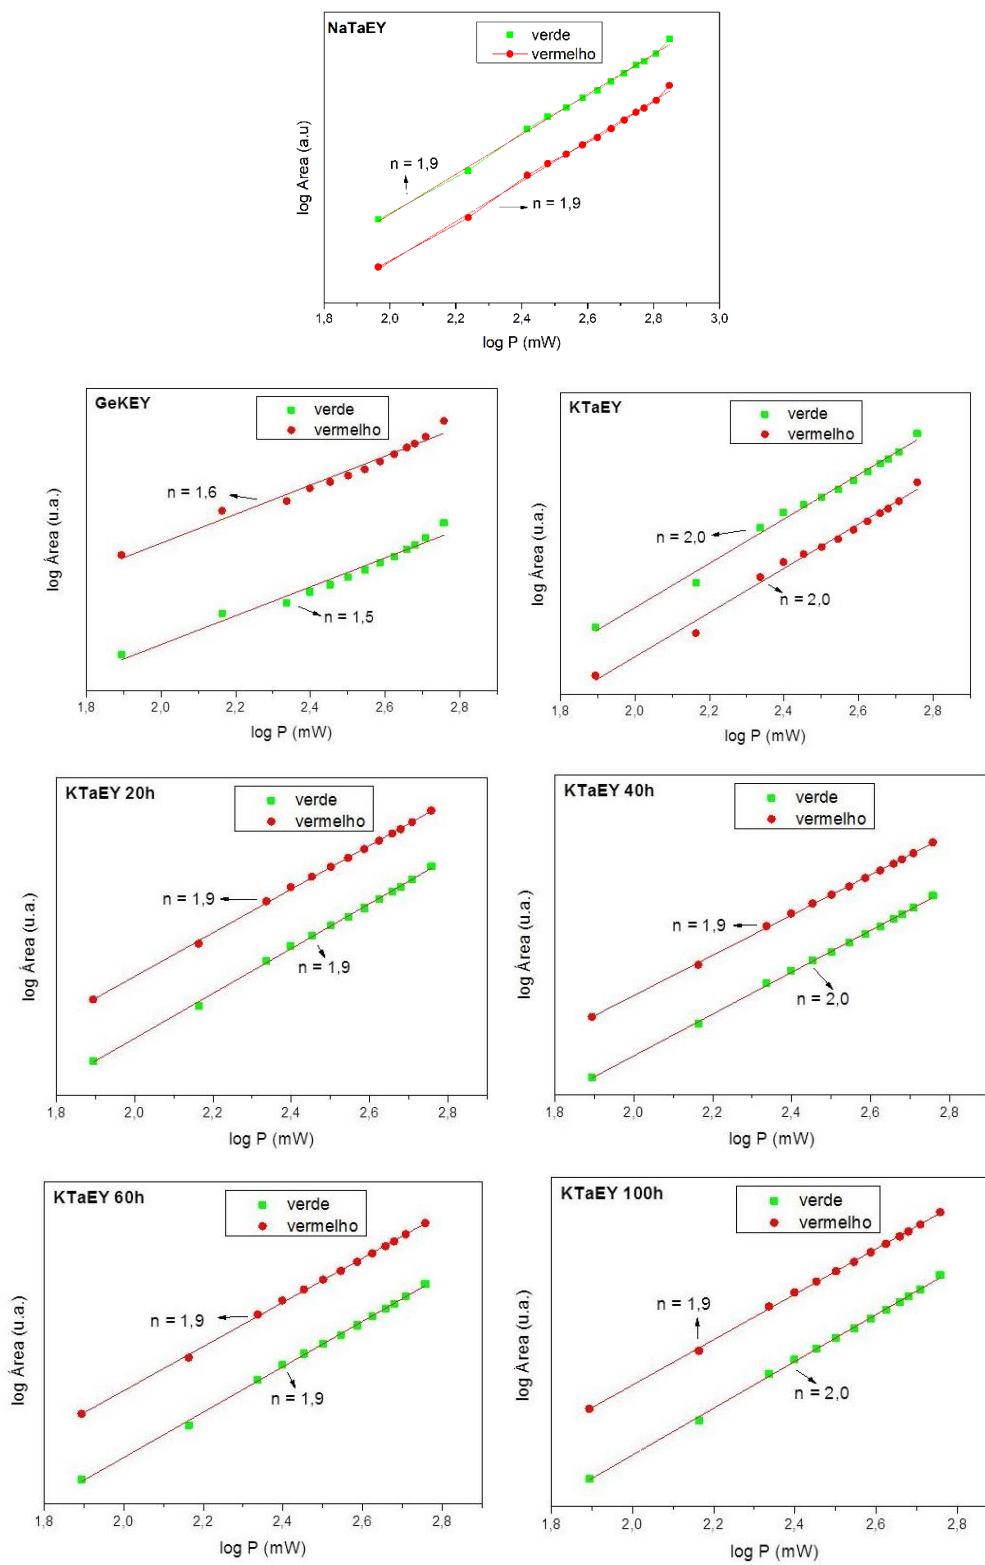 NaTaEY
verde
vermelho
n = 1,9
n = 1,9
log Área (a.u)
1,8 2,0 2,2 2,4 2,6 2,8 3,0
log P (mW)
GeKEY
verde
vermelho
n = 1,6
n = 1,5
log Área (u.a.)
1,8 2,0 2,2 2,4 2,6 2,8
log P (mW)
KTaEY
verde
vermelho
n = 2,0
n = 2,0
log Área (u.a.)
1,8 2,0 2,2 2,4 2,6 2,8
log P (mW)
KTaEY 20h
verde
vermelho
n = 1,9
n = 1,9
log Área (u.a.)
1,8 2,0 2,2 2,4 2,6 2,8
log P (mW)
KTaEY 40h
verde
vermelho
n = 1,9
n = 2,0
log Área (u.a.)
1,8 2,0 2,2 2,4 2,6 2,8
log P (mW)
KTaEY 60h
verde
vermelho
n = 1,9
n = 1,9
log Área (u.a.)
1,8 2,0 2,2 2,4 2,6 2,8
log P (mW)
KTaEY 100h
verde
vermelho
n = 1,9
n = 2,0
log Área (u.a.)
1,8 2,0 2,2 2,4 2,6 2,8
log P (mW)